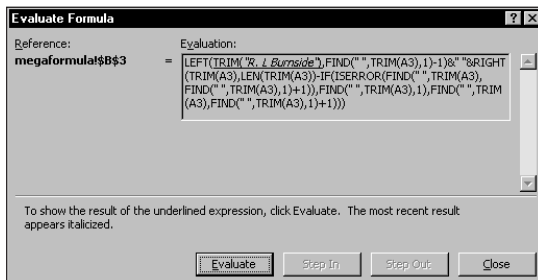 Evaluate Formula
Reference:
Evaluation:
megaformula!$B$3
=
LEFT(TRIM("R. L Burnside"),FIND(" ",TRIM(A3),1)-1)&" "&RIGHT
(TRIM(A3),LEN(TRIM(A3))-IF(ISERROR(FIND(" ",TRIM(A3),
FIND(" ",TRIM(A3),1)+1)),FIND(" ",TRIM(A3),1),FIND(" ",TRIM
(A3),FIND(" ",TRIM(A3),1)+1)))
To show the result of the underlined expression, click Evaluate. The most recent result
appears italicized.
Evaluate
Step In
Step Out
Close